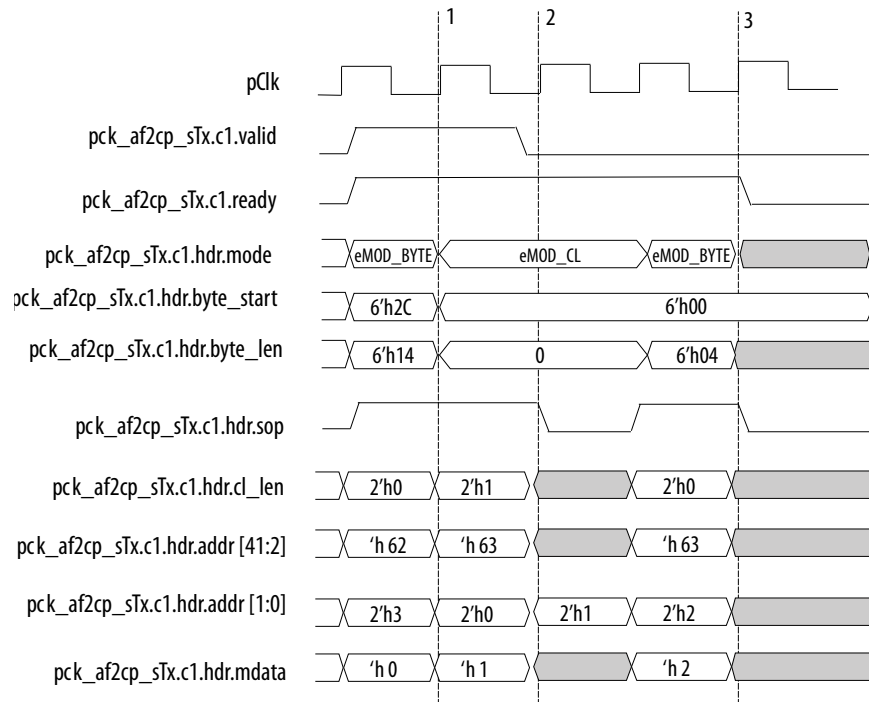 1 2 3
pClk
pck_af2cp_sTx.c1.valid
pck_af2cp_sTx.c1.ready
pck_af2cp_sTx.c1.hdr.mode eMOD_BYTE eMOD_CL eMOD_BYTE
pck_af2cp_sTx.c1.hdr.byte_start 6'h2C 6'h00
pck_af2cp_sTx.c1.hdr.byte_len 6'h14 0 6'h04
pck_af2cp_sTx.c1.hdr.sop
pck_af2cp_sTx.c1.hdr.cl_len 2'h0 2'h1 2'h0
pck_af2cp_sTx.c1.hdr.addr [41:2] 'h 62 'h 63 'h 63
pck_af2cp_sTx.c1.hdr.addr [1:0] 2'h3 2'h0 2'h1 2'h2
pck_af2cp_sTx.c1.hdr.mdata 'h 0 'h 1 'h 2